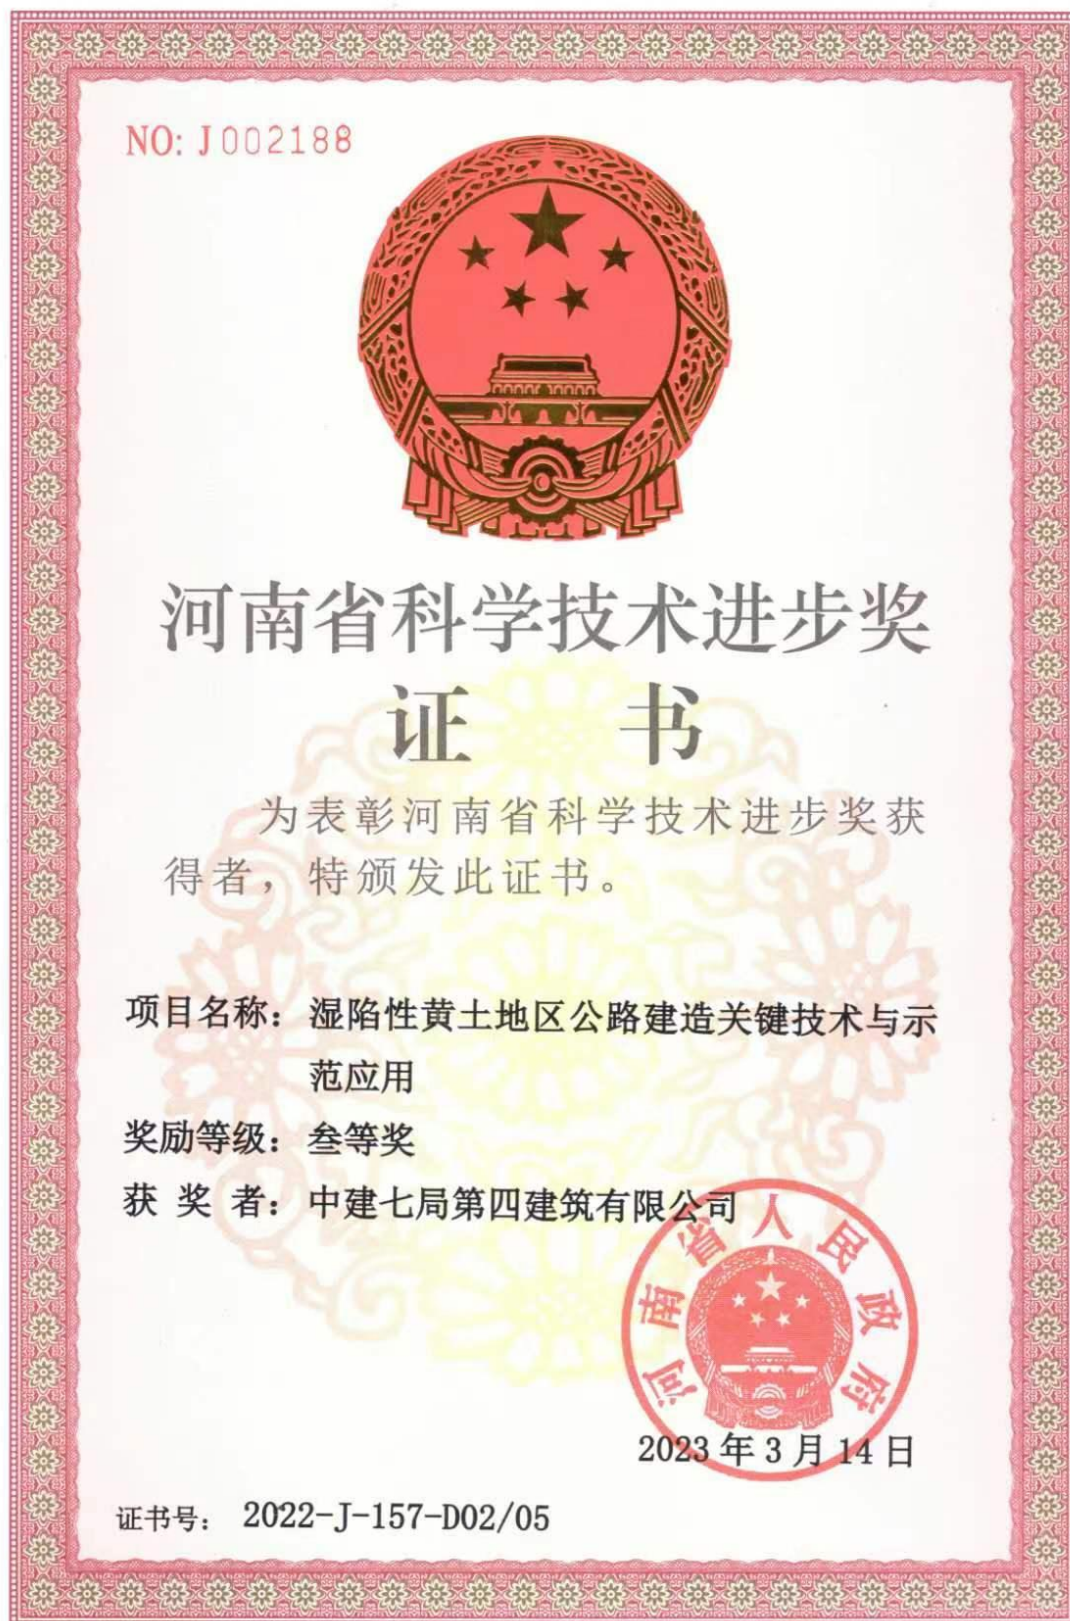 NO: J002188
河南省科学技术进步奖
证 书
为表彰河南省科学技术进步奖获
得者，特颁发此证书。
项目名称：湿陷性黄土地区公路建造关键技术与示
范应用
奖励等级：叁等奖
获 奖 者：中建七局第四建筑有限公司
河南省人民政府
2023年3月14日
证书号：2022-J-157-D02/05